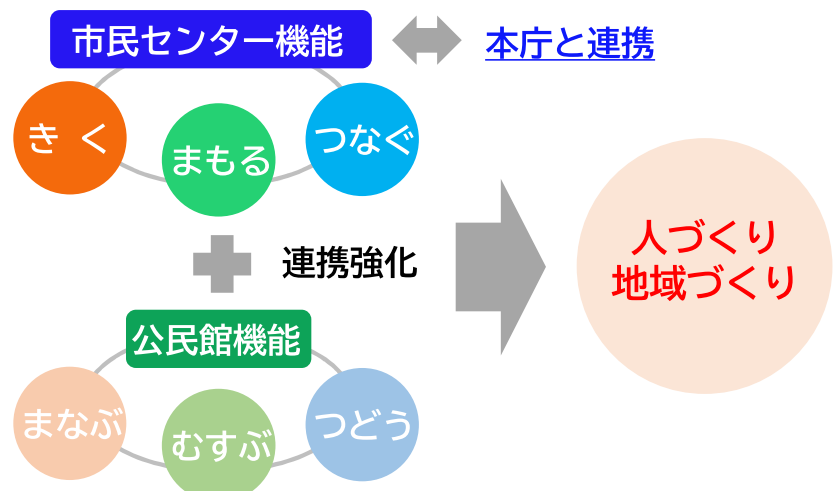 市民センター機能
本庁と連携
き く
まもる
つなぐ
連携強化
人づくり
地域づくり
公民館機能
まなぶ
むすぶ
つどう